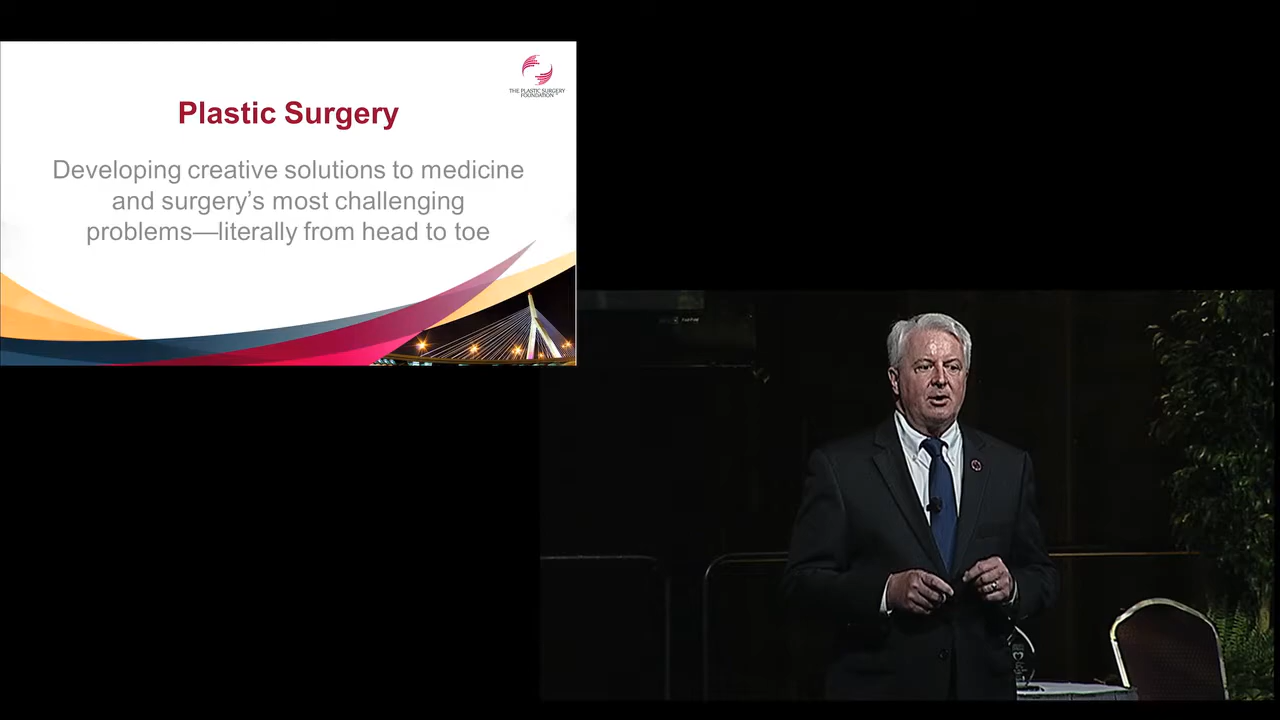 THE PLASTIC SURGERY
FOUNDATION
Plastic Surgery
Developing creative solutions to medicine
and surgery’s most challenging
problems—literally from head to toe